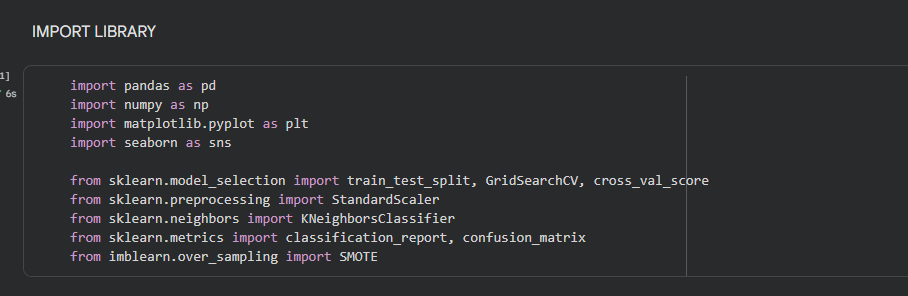 IMPORT LIBRARY
1]
6s
import pandas as pd
import numpy as np
import matplotlib.pyplot as plt
import seaborn as sns
from sklearn.model_selection import train_test_split, GridSearchCV, cross_val_score
from sklearn.preprocessing import StandardScaler
from sklearn.neighbors import KNeighborsClassifier
from sklearn.metrics import classification_report, confusion_matrix
from imblearn.over_sampling import SMOTE